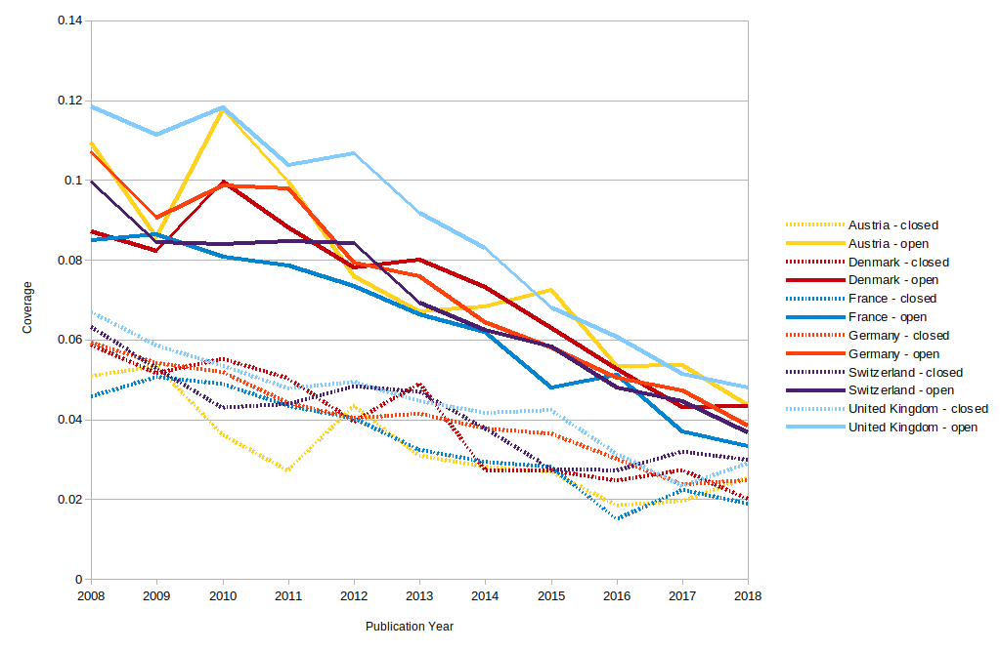 0.14
0.12
0.1
0.08
0.06
0.04
0.02
0
Coverage
2008 2009 2010 2011 2012 2013 2014 2015 2016 2017 2018
Publication Year
Austria - closed
Austria - open
Denmark - closed
Denmark - open
France - closed
France - open
Germany - closed
Germany - open
Switzerland - closed
Switzerland - open
United Kingdom - closed
United Kingdom - open